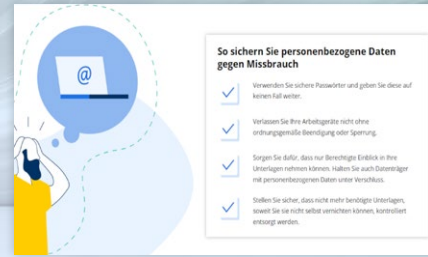 So sichern Sie personenbezogene Daten
gegen Missbrauch
@
Verwenden Sie sichere Passwörter und geben Sie diese auf
keinen Fall weiter.
Verlassen Sie Ihre Arbeitsgeräte nicht ohne
ordnungsgemäße Beendigung oder Sperrung.
Sorgen Sie dafür, dass nur Berechtigte Einblick in Ihre
Unterlagen nehmen können. Halten Sie auch Datenträger
mit personenbezogenen Daten unter Verschluss.
Stellen Sie sicher, dass nicht mehr benötigte Unterlagen,
soweit Sie sie nicht selbst vernichten können, kontrolliert
entsorgt werden.